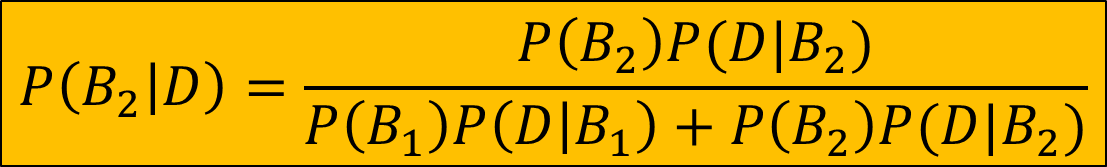 P(B₂|D) = P(B₂)P(D|B₂) / P(B₁)P(D|B₁) + P(B₂)P(D|B₂)